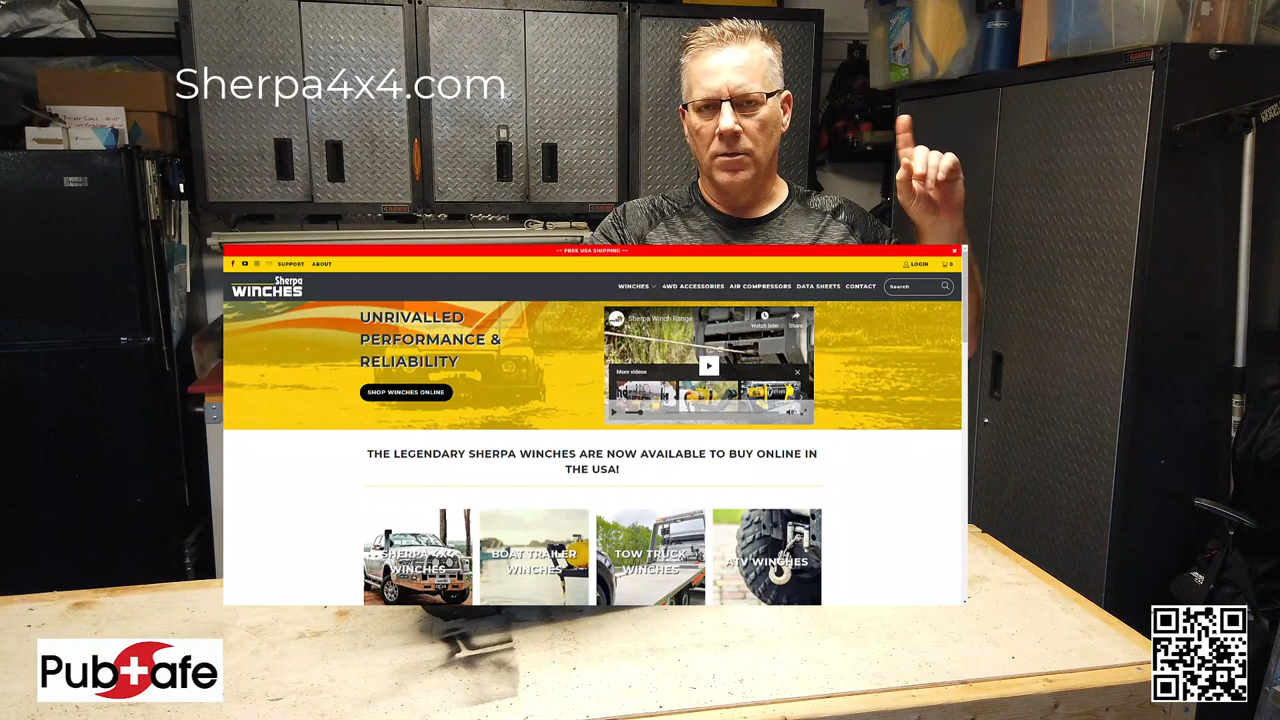 Sherpa4x4.com
~~ FREE USA SHIPPING ~~
SUPPORT
ABOUT
LOGIN
0
Sherpa
WINCHES
WINCHES
4WD ACCESSORIES
AIR COMPRESSORS
DATA SHEETS
CONTACT
Search
UNRIVALLED
PERFORMANCE &
RELIABILITY
SHOP WINCHES ONLINE
Sherpa Winch Range
Watch later
Share
More videos
THE LEGENDARY SHERPA WINCHES ARE NOW AVAILABLE TO BUY ONLINE IN
THE USA!
SHERPA 4X4
WINCHES
BOAT TRAILER
WINCHES
TOW TRUCK
WINCHES
ATV WINCHES
Pub+afe